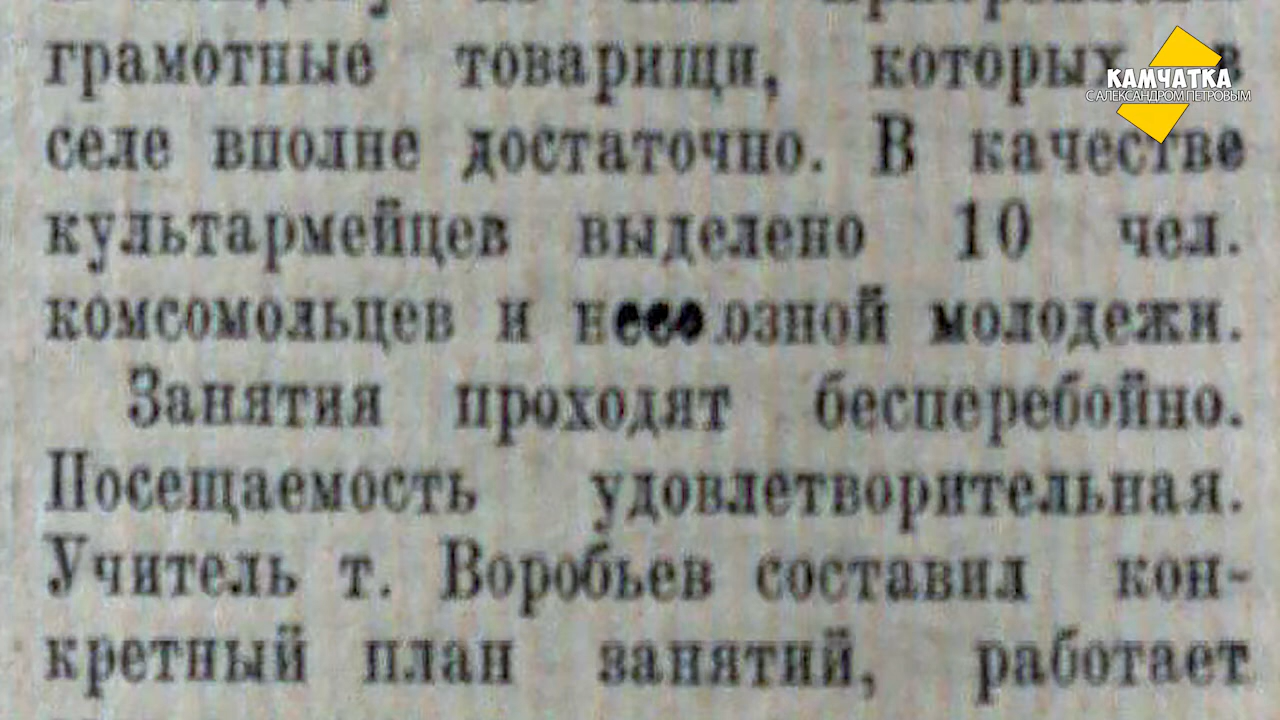 грамотные товарищи, которых в
КАМЧАТКА
С АЛЕКСАНДРОМ ПЕТРОВЫМ
селе вполне достаточно. В качестве
культармейцев выделено 10 чел.
комсомольцев и молодежи.
Занятия проходят бесперебойно.
Посещаемость удовлетворительная.
Учитель т. Воробьев составил кон-
кретный план занятий, работает